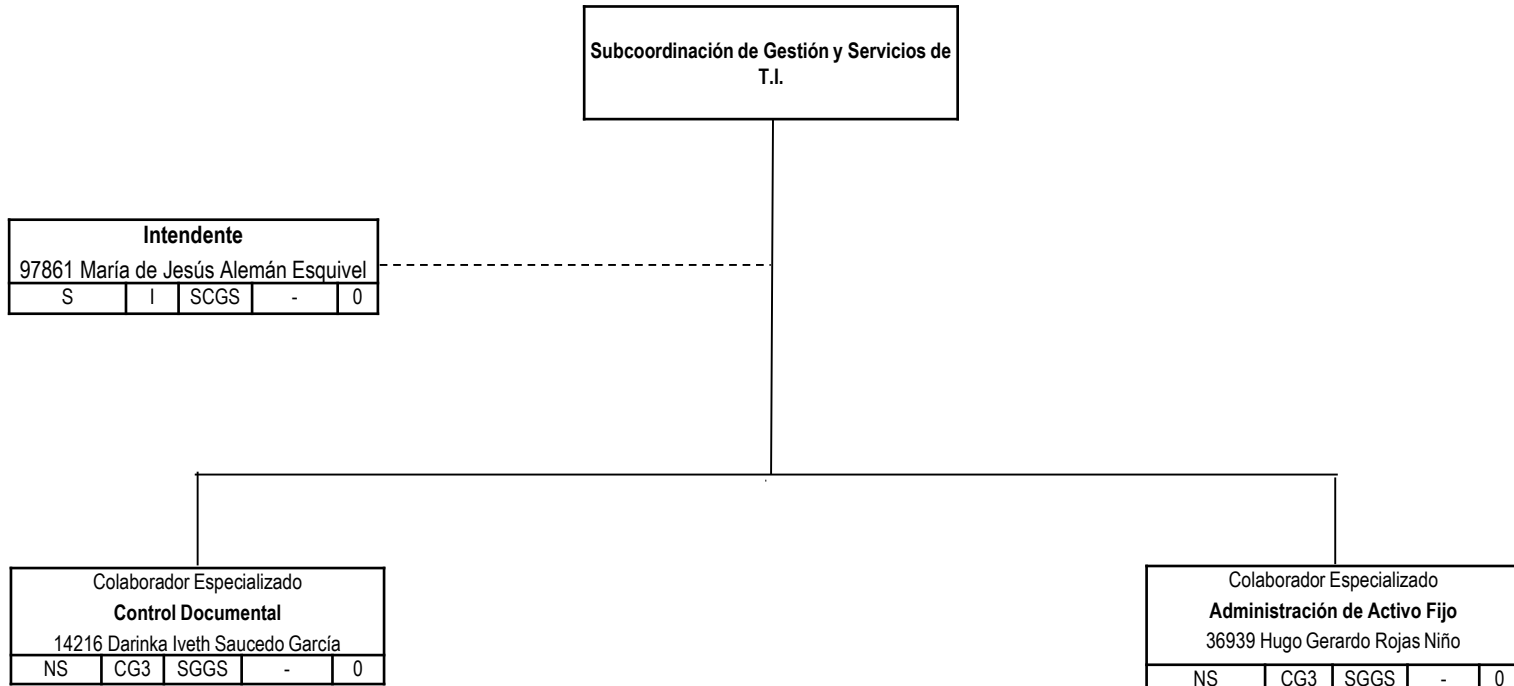 Subcoordinación de Gestión y Servicios de
T.I.
Intendente
97861 María de Jesús Alemán Esquivel
S I SCGS - 0
Colaborador Especializado
Control Documental
14216 Darinka Iveth Saucedo García
NS CG3 SGGS - 0
Colaborador Especializado
Administración de Activo Fijo
36939 Hugo Gerardo Rojas Niño
NS CG3 SGGS - 0